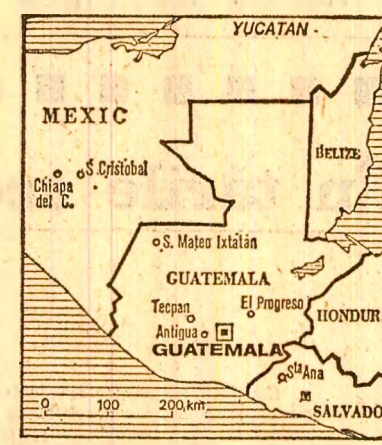 YUCATAN
MEXIC
BELIZE
S. Cristobal
Chiapa
del C.
S. Mateo Ixtatán
GUATEMALA
Tecpan
El Progreso
HONDUR
Antigua
GUATEMALA
Sta Ana
SALVADO
0 100 200 km